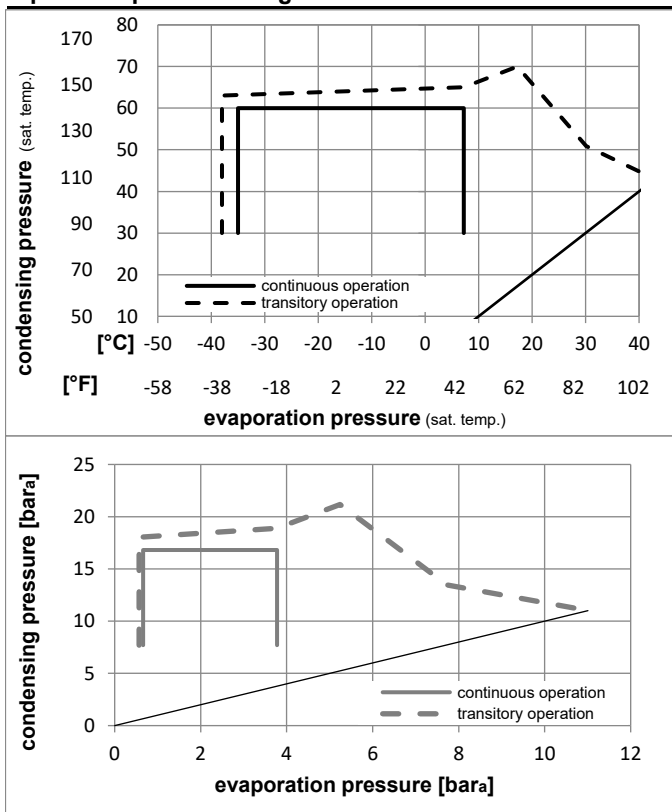 170 80
150 70
130 60
110 50
90 40
70 30
50 20
10
condensing pressure (sat. temp.)
continuous operation
transitory operation
[°C] -50 -40 -30 -20 -10 0 10 20 30 40
[°F] -58 -38 -18 2 22 42 62 82 102
evaporation pressure (sat. temp.)
25
20
15
10
5
0
condensing pressure [bara]
continuous operation
transitory operation
0 2 4 6 8 10 12
evaporation pressure [bara]